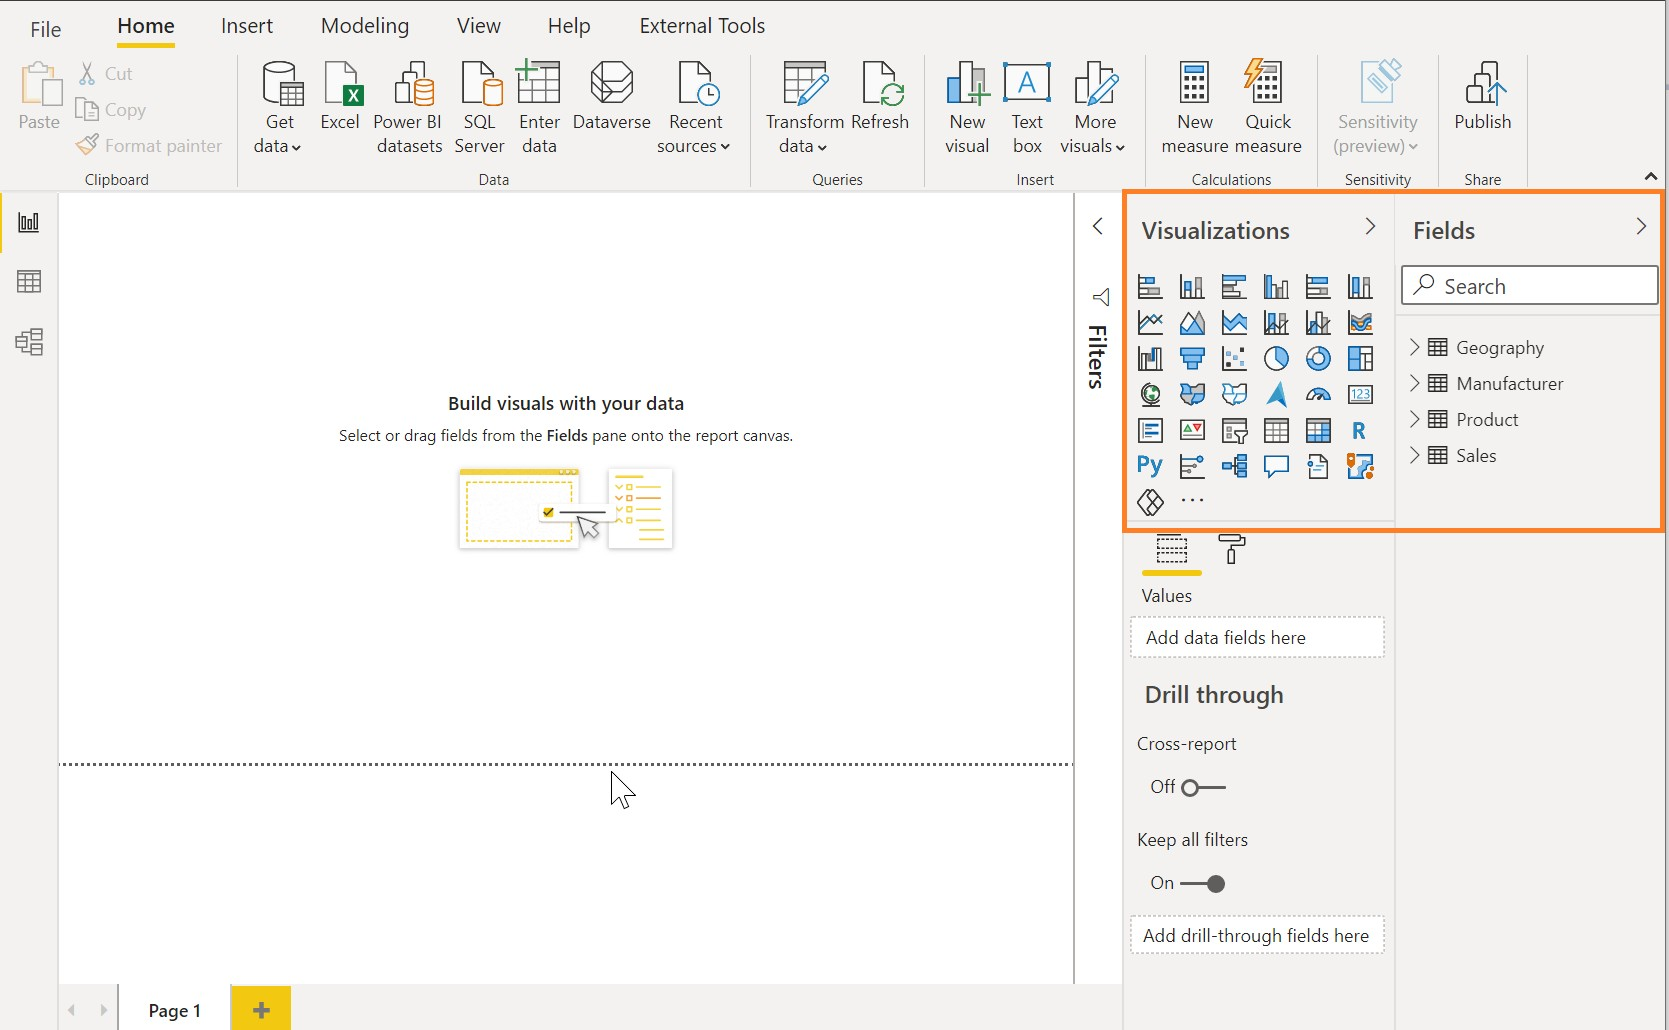 File
Home
Insert
Modeling
View
Help
External Tools
Paste
Cut
Copy
Format painter
Clipboard
Get
data
Excel
Power BI
datasets
SQL
Server
Enter
data
Dataverse
Recent
sources
Data
Transform
data
Refresh
Queries
New
visual
Text
box
More
visuals
Insert
New
measure
Quick
measure
Calculations
Sensitivity
(preview)
Sensitivity
Publish
Share
Build visuals with your data
Select or drag fields from the Fields pane onto the report canvas.
Filters
Visualizations
123
R
Py
...
Values
Add data fields here
Drill through
Cross-report
Off
Keep all filters
On
Add drill-through fields here
Fields
Search
Geography
Manufacturer
Product
Sales
Page 1